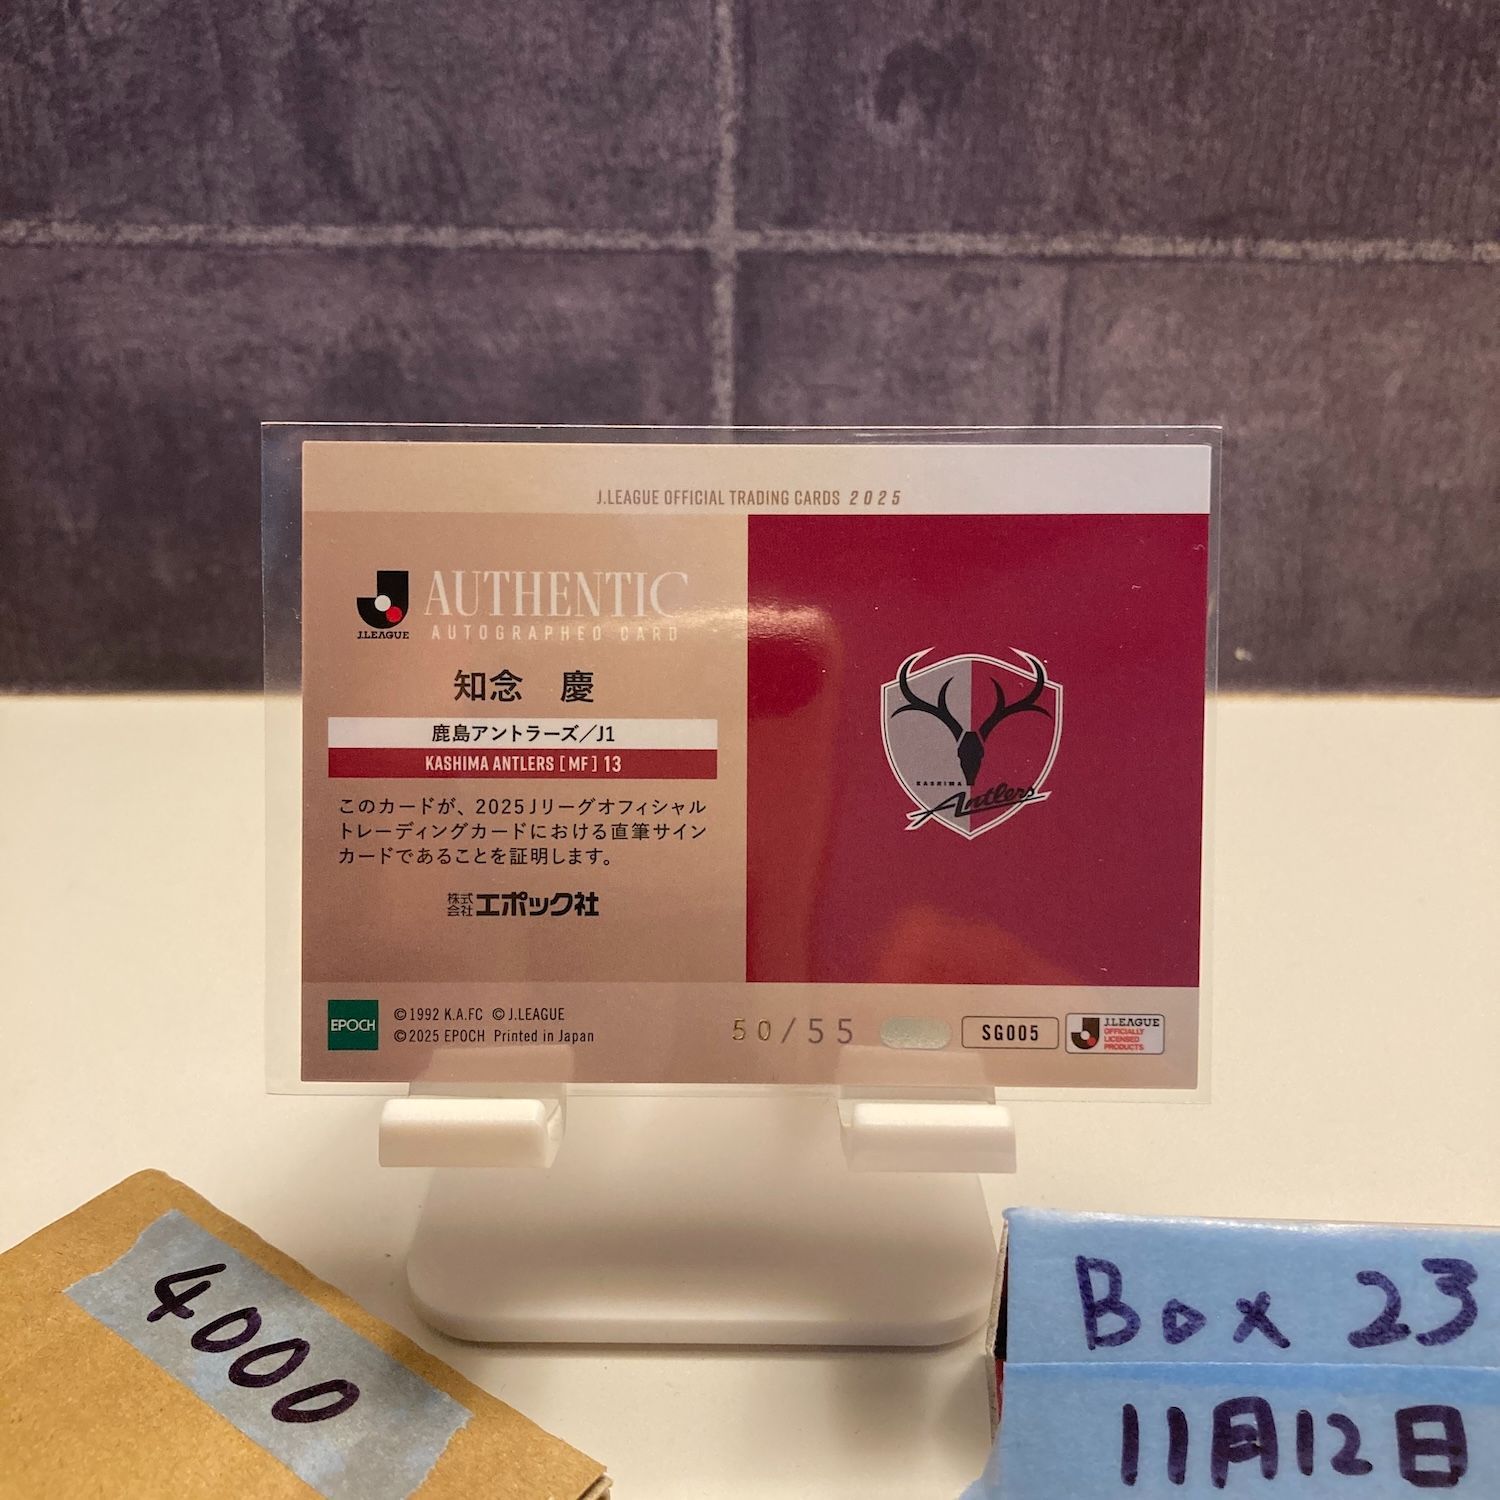 J.LEAGUE OFFICIAL TRADING CARDS 2025
J.LEAGUE
AUTHENTIC
AUTOGRAPHED CARD
知念 慶
鹿島アントラーズ／J1
KASHIMA ANTLERS [MF] 13
このカードが、2025Jリーグオフィシャル
トレーディングカードにおける直筆サイン
カードであることを証明します。
株式会社エポック社
KASHIMA
Antlers
EPOCH
©1992 K.A.FC ©J.LEAGUE
©2025 EPOCH Printed in Japan
50/55
SG005
J.LEAGUE
OFFICIALLY
LICENSED
PRODUCTS
4000
Box 23
11月12日